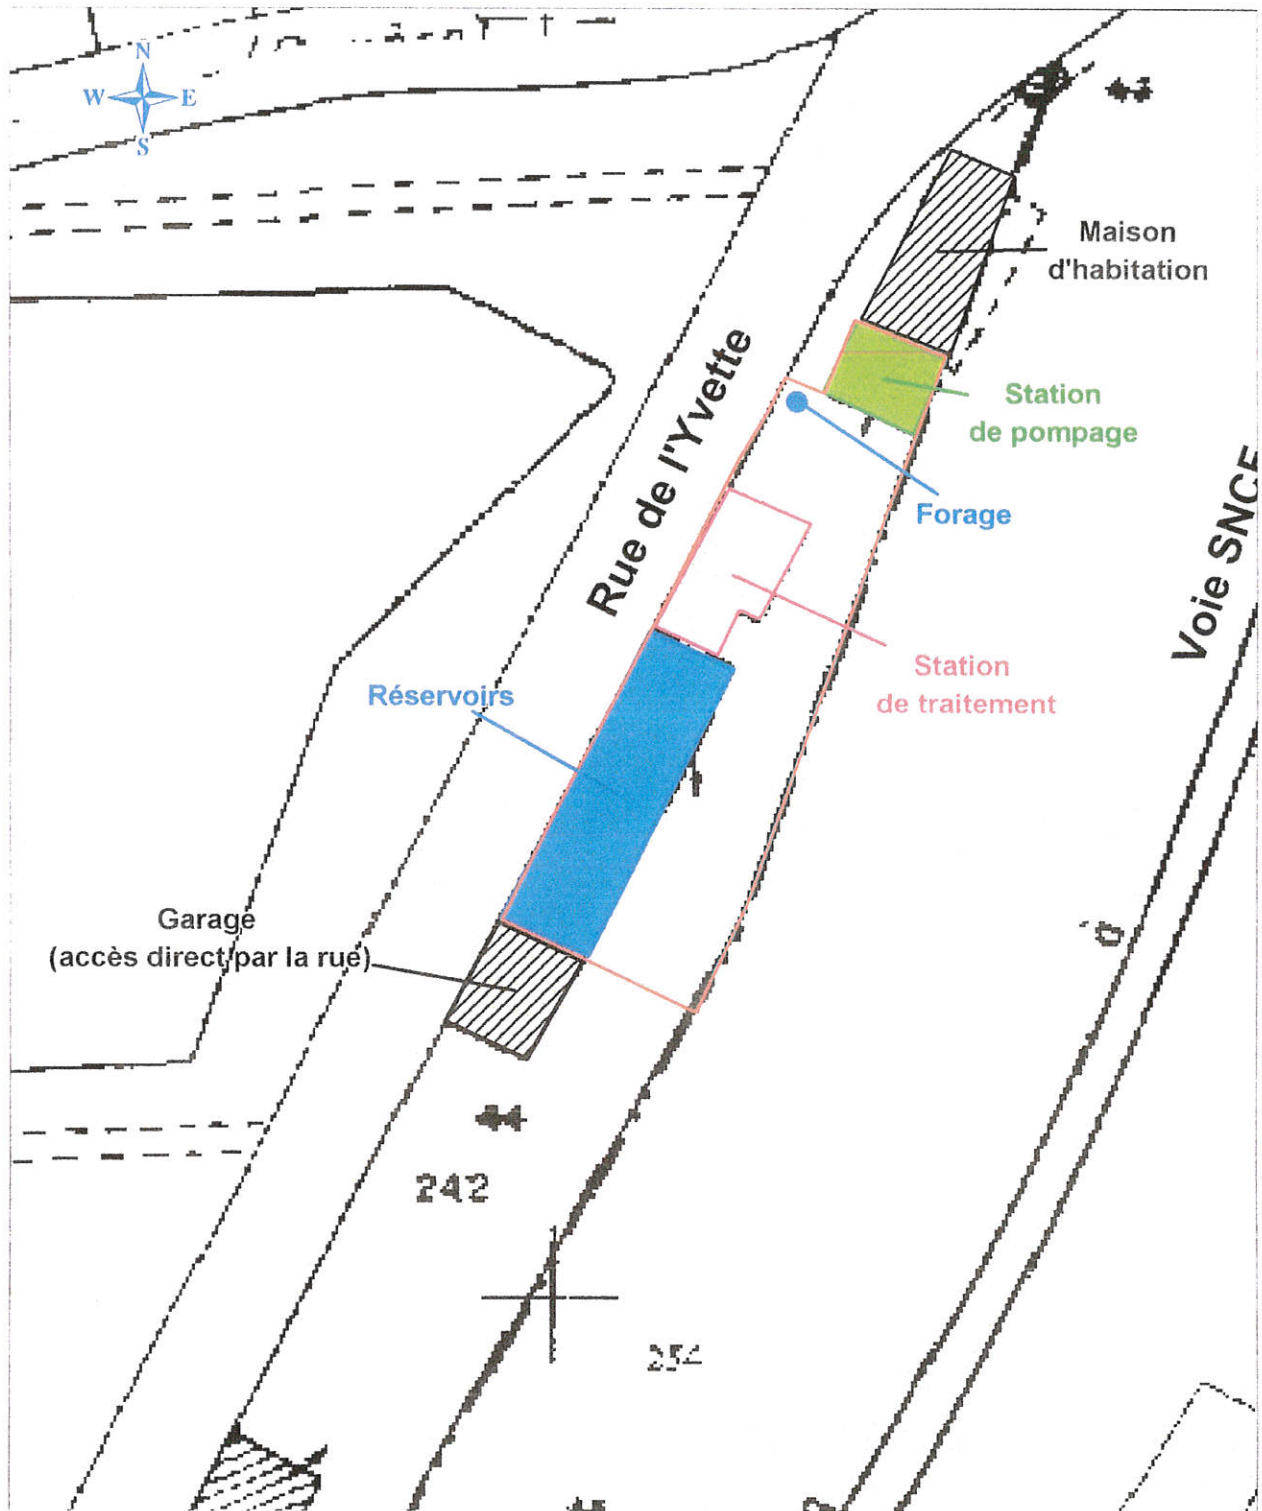 N
W E
S
Maison
d'habitation
Rue de l'Yvette
Station
de pompage
Forage
Voie SNCF
Station
de traitement
Réservoirs
Garage
(accès direct par la rue)
242
254